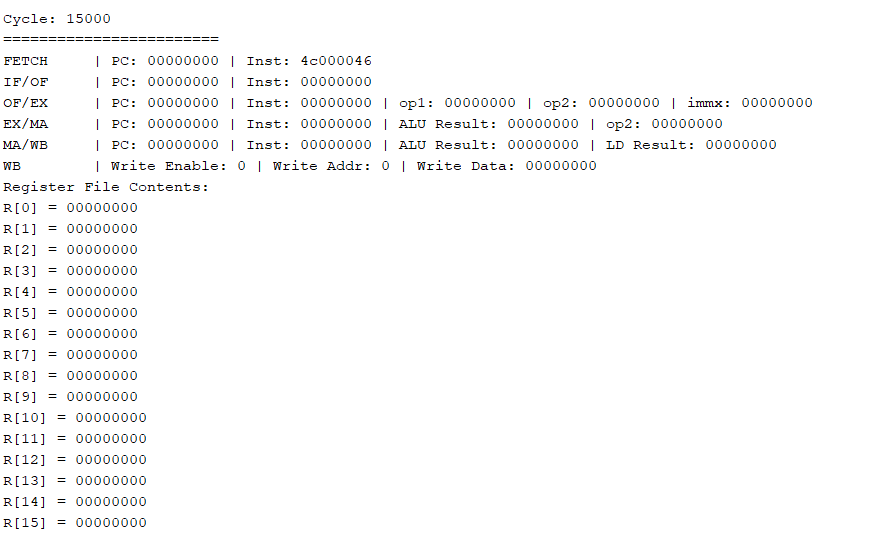 Cycle: 15000
========================
FETCH     | PC: 00000000 | Inst: 4c000046
IF/OF     | PC: 00000000 | Inst: 00000000
OF/EX     | PC: 00000000 | Inst: 00000000 | op1: 00000000 | op2: 00000000 | immx: 00000000
EX/MA     | PC: 00000000 | Inst: 00000000 | ALU Result: 00000000 | op2: 00000000
MA/WB     | PC: 00000000 | Inst: 00000000 | ALU Result: 00000000 | LD Result: 00000000
WB        | Write Enable: 0 | Write Addr: 0 | Write Data: 00000000
Register File Contents:
R[0] = 00000000
R[1] = 00000000
R[2] = 00000000
R[3] = 00000000
R[4] = 00000000
R[5] = 00000000
R[6] = 00000000
R[7] = 00000000
R[8] = 00000000
R[9] = 00000000
R[10] = 00000000
R[11] = 00000000
R[12] = 00000000
R[13] = 00000000
R[14] = 00000000
R[15] = 00000000